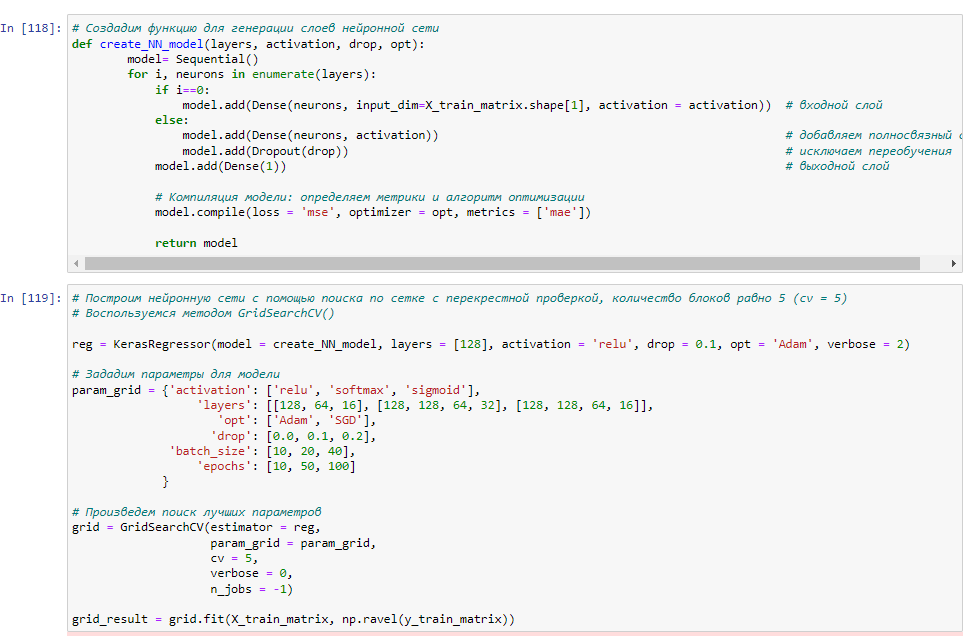 In [118]:
# Создадим функцию для генерации слоев нейронной сети
def create_NN_model(layers, activation, drop, opt):
        model= Sequential()
        for i, neurons in enumerate(layers):
            if i==0:
                model.add(Dense(neurons, input_dim=X_train_matrix.shape[1], activation = activation))  # входной слой
            else:
                model.add(Dense(neurons, activation))                                                  # добавляем полносвязный
                model.add(Dropout(drop))                                                               # исключаем переобучения
            model.add(Dense(1))                                                                        # выходной слой

            # Компиляция модели: определяем метрики и алгоритм оптимизации
            model.compile(loss = 'mse', optimizer = opt, metrics = ['mae'])

            return model
In [119]:
# Построим нейронную сети с помощью поиска по сетке с перекрестной проверкой, количество блоков равно 5 (cv = 5)
# Воспользуемся методом GridSearchCV()

reg = KerasRegressor(model = create_NN_model, layers = [128], activation = 'relu', drop = 0.1, opt = 'Adam', verbose = 2)

# Зададим параметры для модели
param_grid = {'activation': ['relu', 'softmax', 'sigmoid'],
                  'layers': [[128, 64, 16], [128, 128, 64, 32], [128, 128, 64, 16]],
                     'opt': ['Adam', 'SGD'],
                    'drop': [0.0, 0.1, 0.2],
              'batch_size': [10, 20, 40],
                  'epochs': [10, 50, 100]
             }

# Произведем поиск лучших параметров
grid = GridSearchCV(estimator = reg,
                    param_grid = param_grid,
                    cv = 5,
                    verbose = 0,
                    n_jobs = -1)

grid_result = grid.fit(X_train_matrix, np.ravel(y_train_matrix))